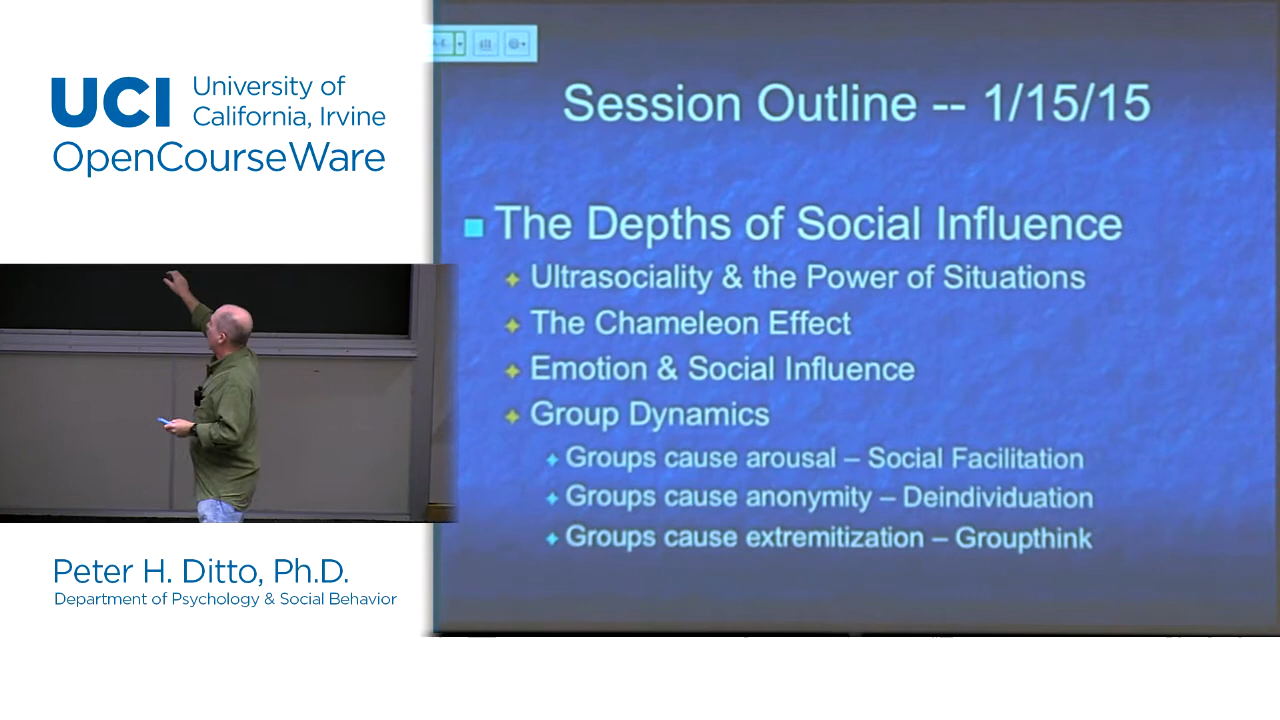 UCI University of
California, Irvine
OpenCourseWare
Session Outline -- 1/15/15
The Depths of Social Influence
Ultrasociality & the Power of Situations
The Chameleon Effect
Emotion & Social Influence
Group Dynamics
Groups cause arousal – Social Facilitation
Groups cause anonymity – Deindividuation
Groups cause extremitization – Groupthink
Peter H. Ditto, Ph.D.
Department of Psychology & Social Behavior